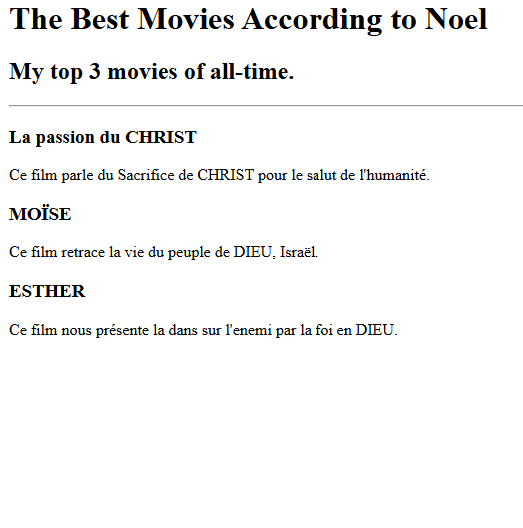 The Best Movies According to Noel
My top 3 movies of all-time.
La passion du CHRIST
Ce film parle du Sacrifice de CHRIST pour le salut de l'humanité.
MOÏSE
Ce film retrace la vie du peuple de DIEU, Israël.
ESTHER
Ce film nous présente la dans sur l'enemi par la foi en DIEU.